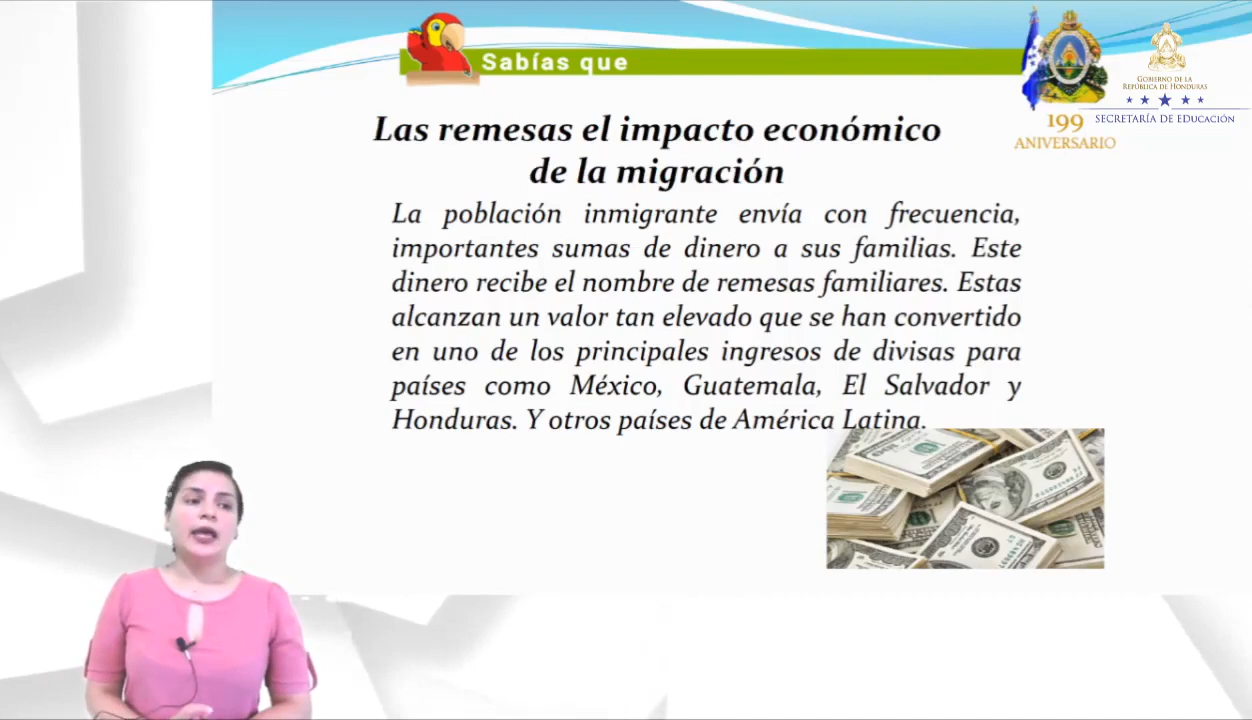 Sabías que
GOBIERNO DE LA
REPÚBLICA DE HONDURAS
SECRETARÍA DE EDUCACIÓN
199
ANIVERSARIO
Las remesas el impacto económico
de la migración
La población inmigrante envía con frecuencia,
importantes sumas de dinero a sus familias. Este
dinero recibe el nombre de remesas familiares. Estas
alcanzan un valor tan elevado que se han convertido
en uno de los principales ingresos de divisas para
países como México, Guatemala, El Salvador y
Honduras. Y otros países de América Latina.